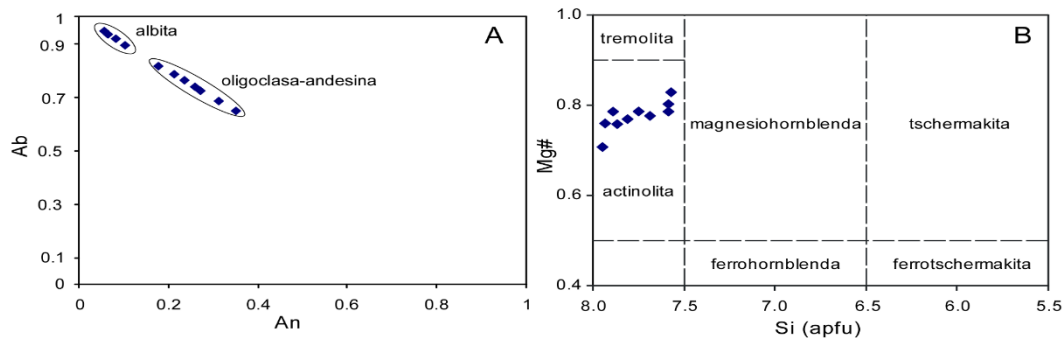 A
albita
oligoclasa-andesina
1
0.9
0.7
0.5
0.3
0.1
0
Ab
0
0.2
0.4
0.6
0.8
1
An
B
tremolita
magnesiohornblenda
tschermakita
actinolita
ferrohornblenda
ferrotschermakita
1.0
0.8
0.6
0.4
Mg#
8.0
7.5
7.0
6.5
6.0
5.5
Si (apfu)